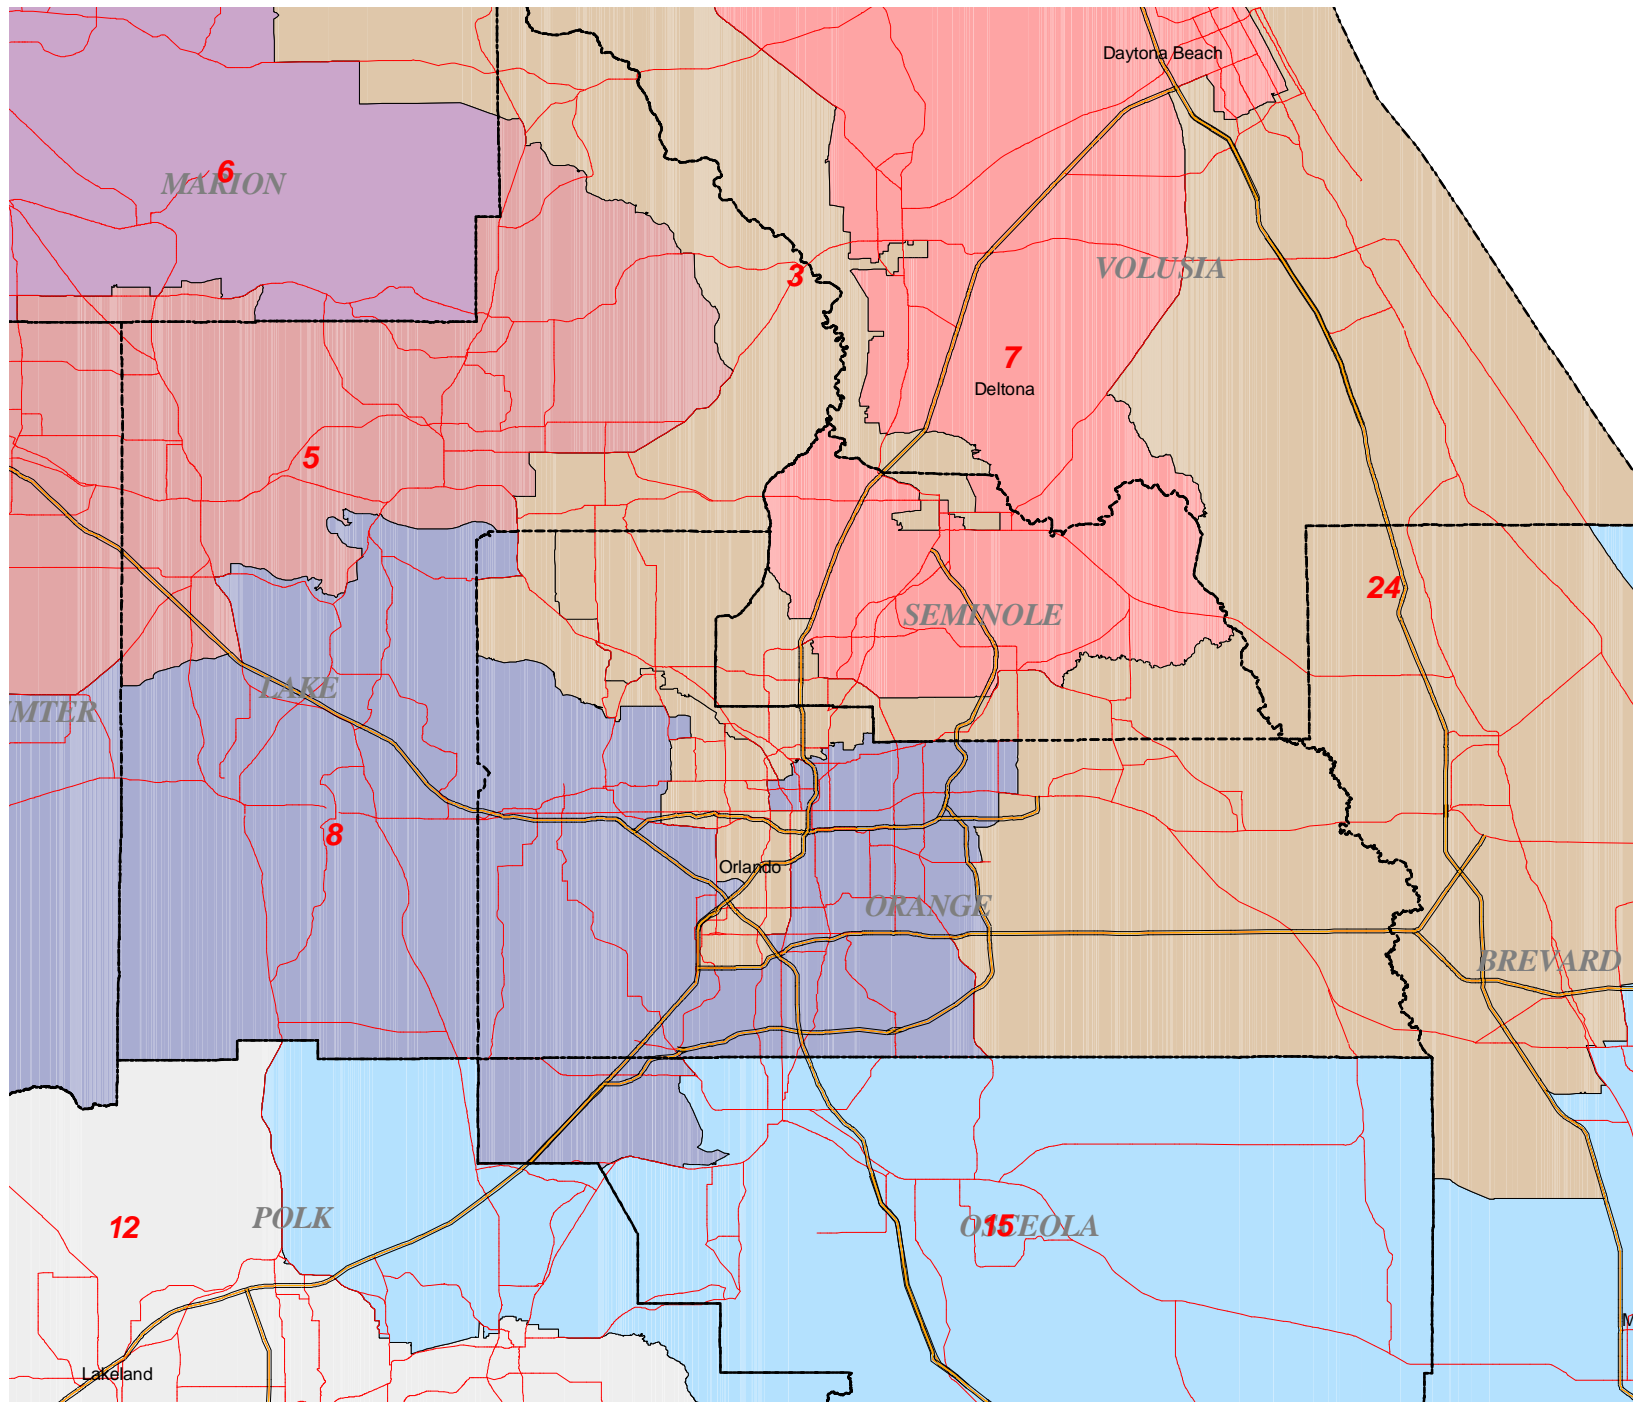 Daytona Beach
6
MARION
3
VOLUSIA
7
Deltona
5
24
SEMINOLE
LAKE
MTER
8
Orlando
ORANGE
BREVARD
12
POLK
OSCEOLA
15
M
Lakeland